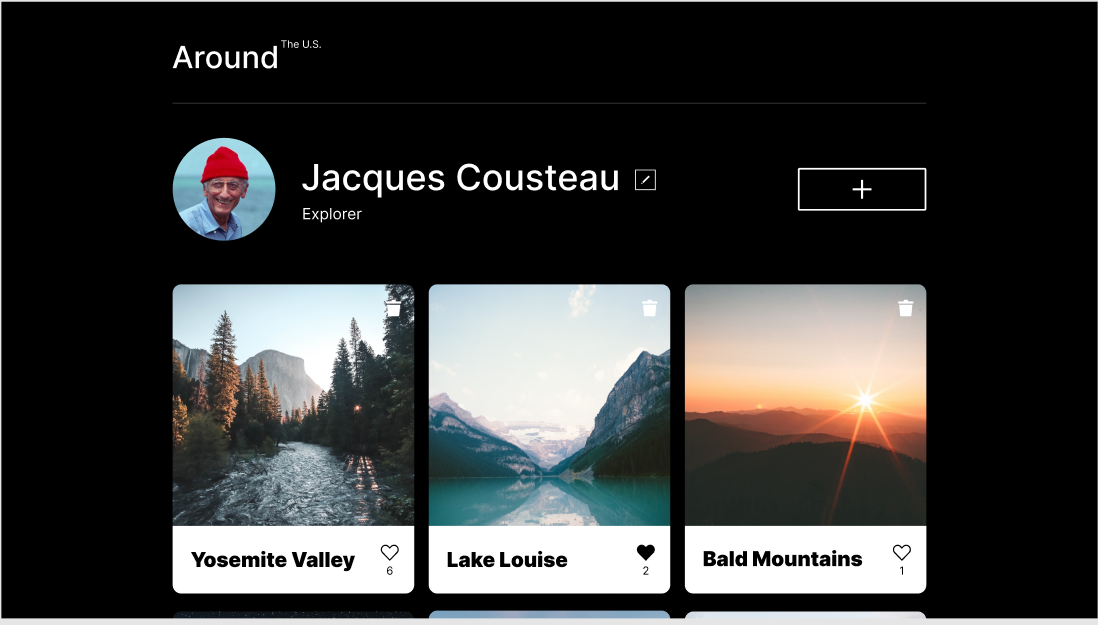 Around The U.S.
Jacques Cousteau
Explorer
Yosemite Valley
6
Lake Louise
2
Bald Mountains
1